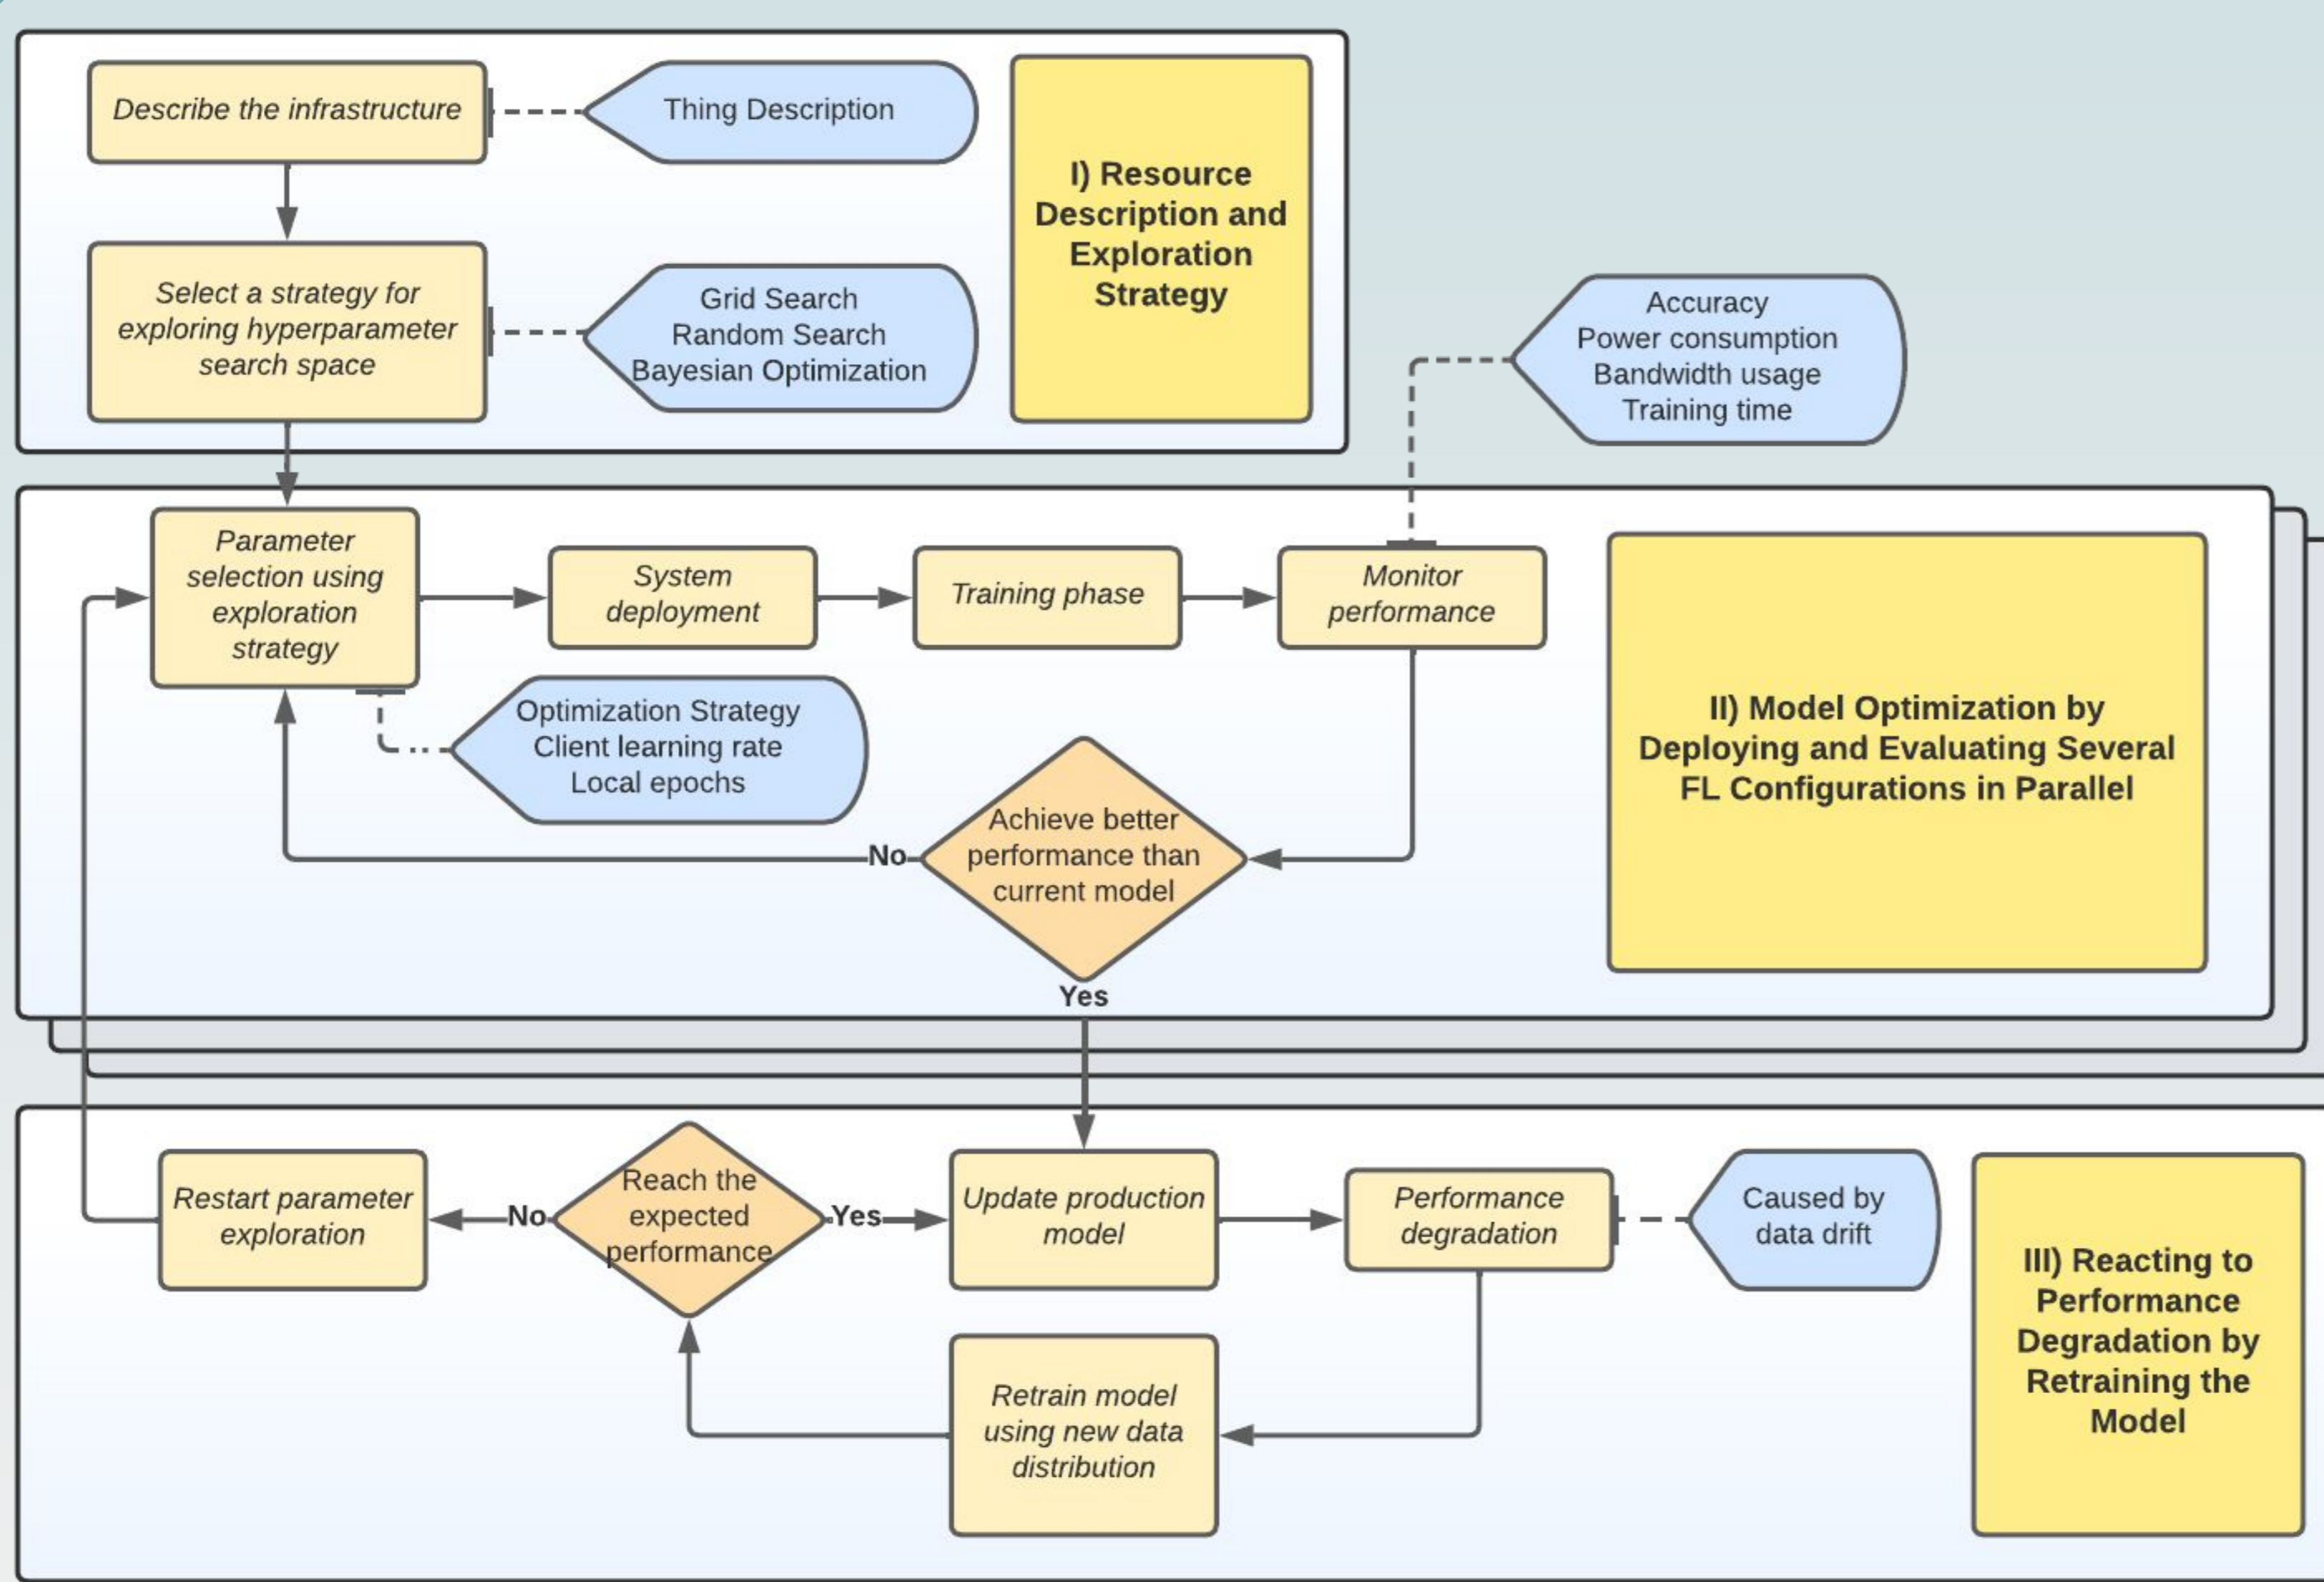 Describe the infrastructure
Thing Description
I) Resource
Description and
Exploration
Strategy
Select a strategy for
exploring hyperparameter
search space
Grid Search
Random Search
Bayesian Optimization
Accuracy
Power consumption
Bandwidth usage
Training time
Parameter
selection using
exploration
strategy
System
deployment
Training phase
Monitor
performance
II) Model Optimization by
Deploying and Evaluating Several
FL Configurations in Parallel
Optimization Strategy
Client learning rate
Local epochs
Achieve better
performance than
current model
No
Yes
Restart parameter
exploration
No
Reach the
expected
performance
Yes
Update production
model
Performance
degradation
Caused by
data drift
III) Reacting to
Performance
Degradation by
Retraining the
Model
Retrain model
using new data
distribution